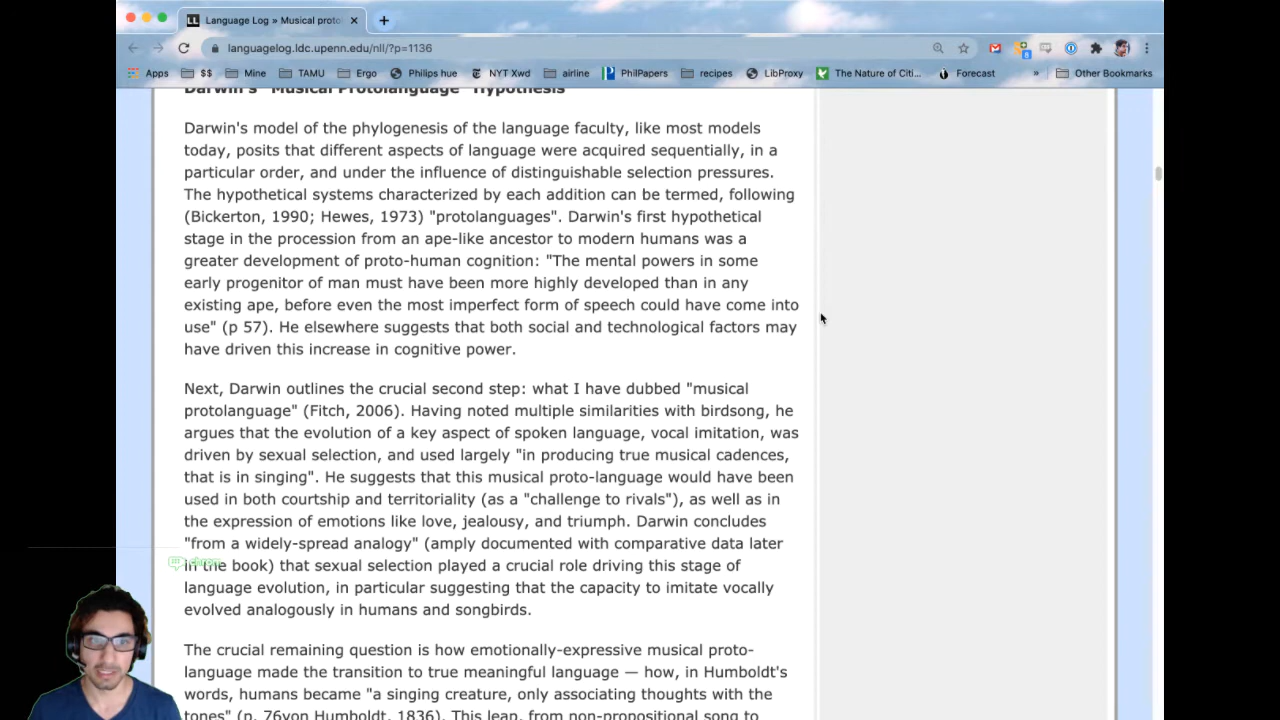 Language Log » Musical proto
languagelog.ldc.upenn.edu/nll/?p=1136
8
Apps $$ Mine TAMU Ergo Philips hue NYT Xwd airline PhilPapers recipes LibProxy The Nature of Citi... Forecast » Other Bookmarks
Darwin's "Musical Protolanguage" Hypothesis
Darwin's model of the phylogenesis of the language faculty, like most models
today, posits that different aspects of language were acquired sequentially, in a
particular order, and under the influence of distinguishable selection pressures.
The hypothetical systems characterized by each addition can be termed, following
(Bickerton, 1990; Hewes, 1973) "protolanguages". Darwin's first hypothetical
stage in the procession from an ape-like ancestor to modern humans was a
greater development of proto-human cognition: "The mental powers in some
early progenitor of man must have been more highly developed than in any
existing ape, before even the most imperfect form of speech could have come into
use" (p 57). He elsewhere suggests that both social and technological factors may
have driven this increase in cognitive power.
Next, Darwin outlines the crucial second step: what I have dubbed "musical
protolanguage" (Fitch, 2006). Having noted multiple similarities with birdsong, he
argues that the evolution of a key aspect of spoken language, vocal imitation, was
driven by sexual selection, and used largely "in producing true musical cadences,
that is in singing". He suggests that this musical proto-language would have been
used in both courtship and territoriality (as a "challenge to rivals"), as well as in
the expression of emotions like love, jealousy, and triumph. Darwin concludes
"from a widely-spread analogy" (amply documented with comparative data later
in the book) that sexual selection played a crucial role driving this stage of
language evolution, in particular suggesting that the capacity to imitate vocally
evolved analogously in humans and songbirds.
The crucial remaining question is how emotionally-expressive musical proto-
language made the transition to true meaningful language — how, in Humboldt's
words, humans became "a singing creature, only associating thoughts with the
tones" (p. 76von Humboldt, 1836). This leap, from non-propositional song to